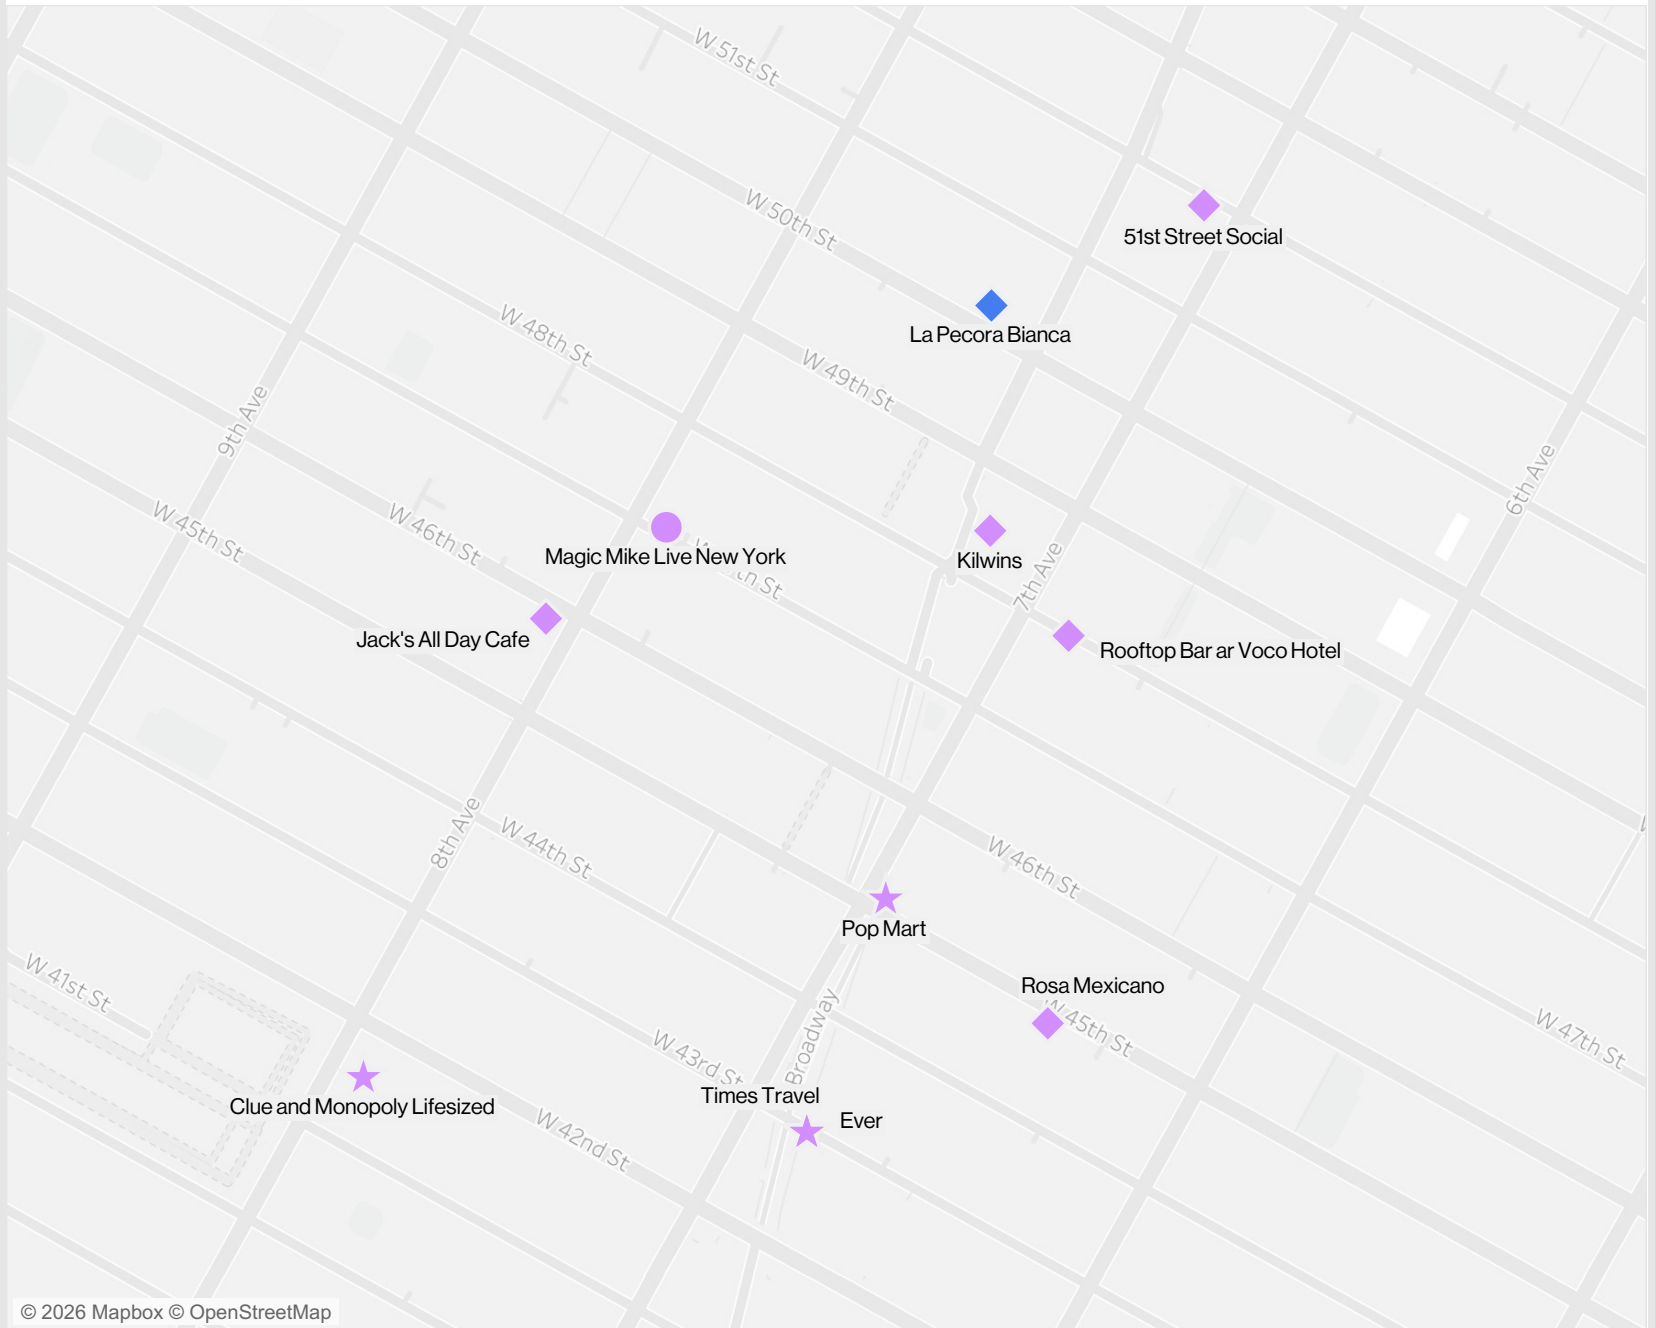 W 51st St
W 50th St
51st Street Social
La Pecora Bianca
W 48th St
W 49th St
9th Ave
6th Ave
W 45th St
W 46th St
Magic Mike Live New York
th St
Kilwins
7th Ave
Jack's All Day Cafe
Rooftop Bar ar Voco Hotel
8th Ave
W 44th St
W 46th St
Pop Mart
W 41st St
Rosa Mexicano
W 45th St
W 47th St
Broadway
W 43rd St
Times Travel
Clue and Monopoly Lifesized
Ever
W 42nd St
© 2026 Mapbox © OpenStreetMap